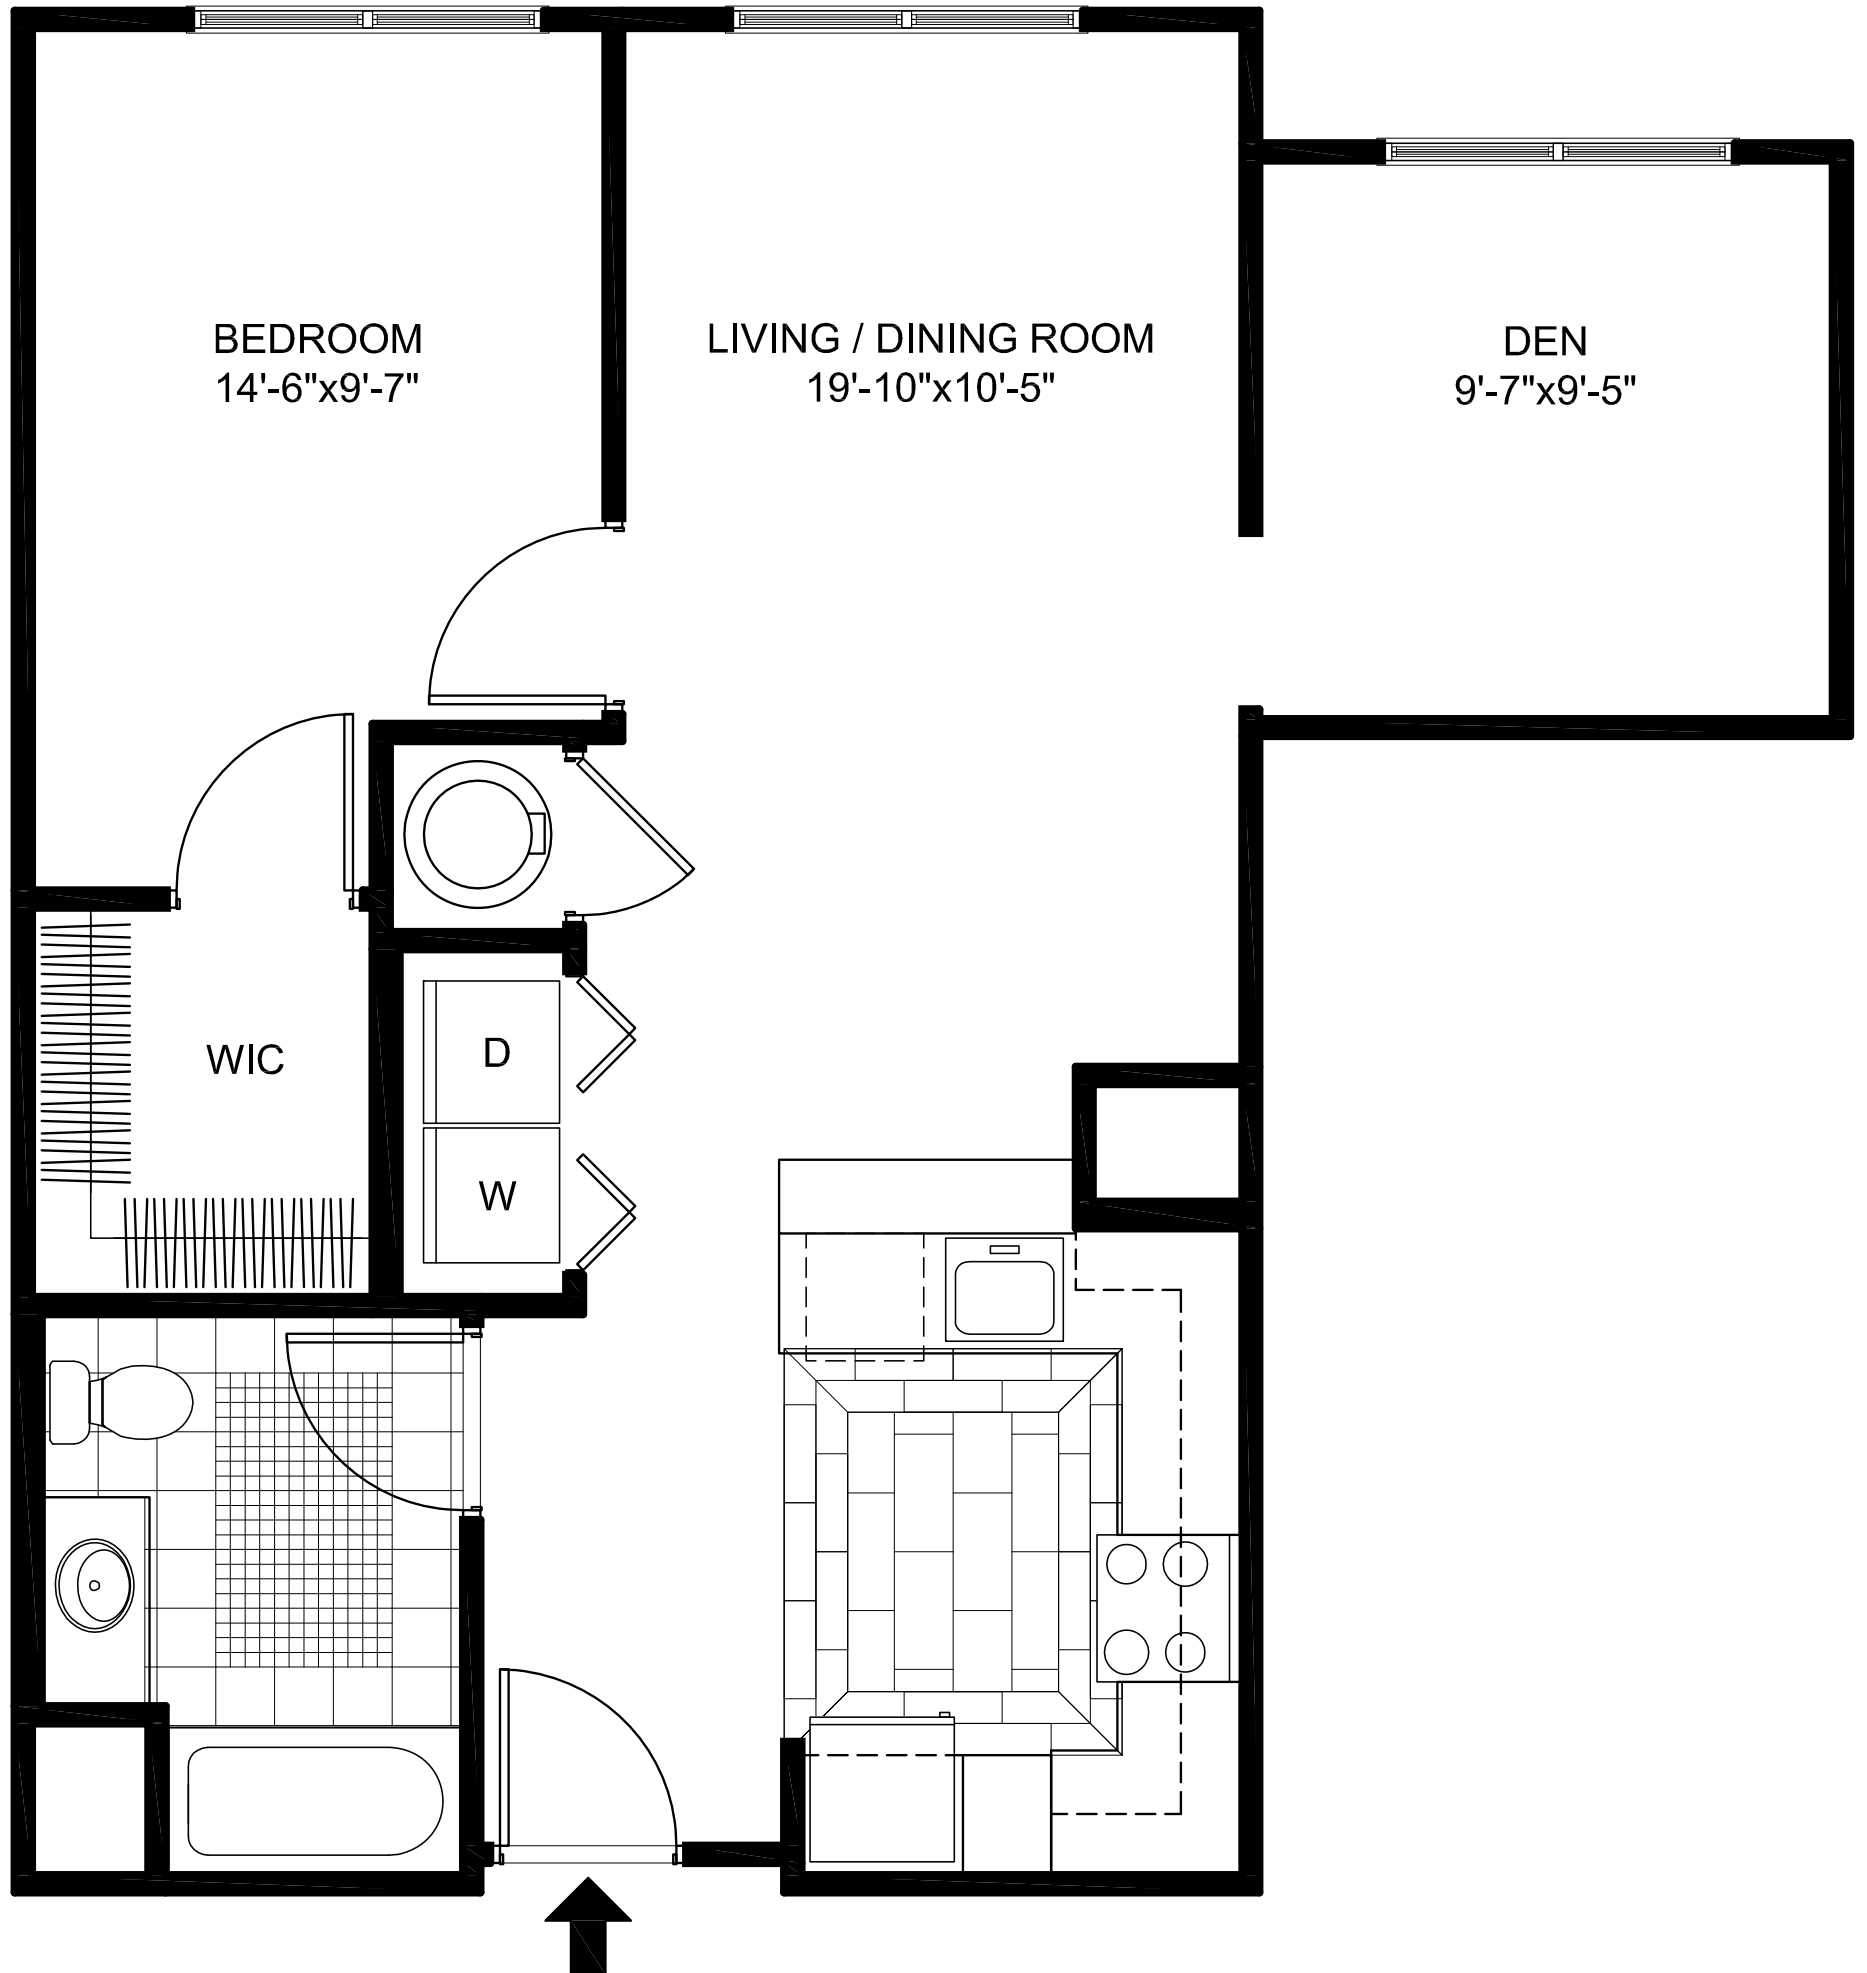 BEDROOM
14'-6"x9'-7"
LIVING / DINING ROOM
19'-10"x10'-5"
DEN
9'-7"x9'-5"
WIC
D
W